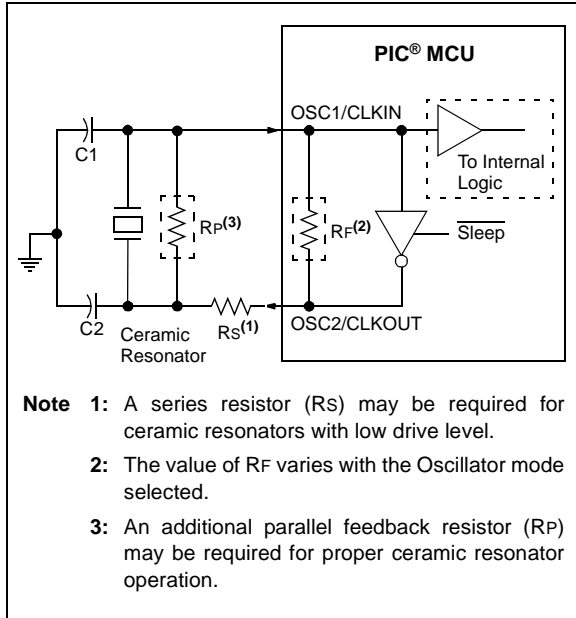 PIC® MCU
OSC1/CLKIN
C1
To Internal
Logic
RP(3)
RF(2)
Sleep
C2
Ceramic
Resonator
RS(1)
OSC2/CLKOUT
Note 1: A series resistor (RS) may be required for
ceramic resonators with low drive level.
2: The value of RF varies with the Oscillator mode
selected.
3: An additional parallel feedback resistor (RP)
may be required for proper ceramic resonator
operation.